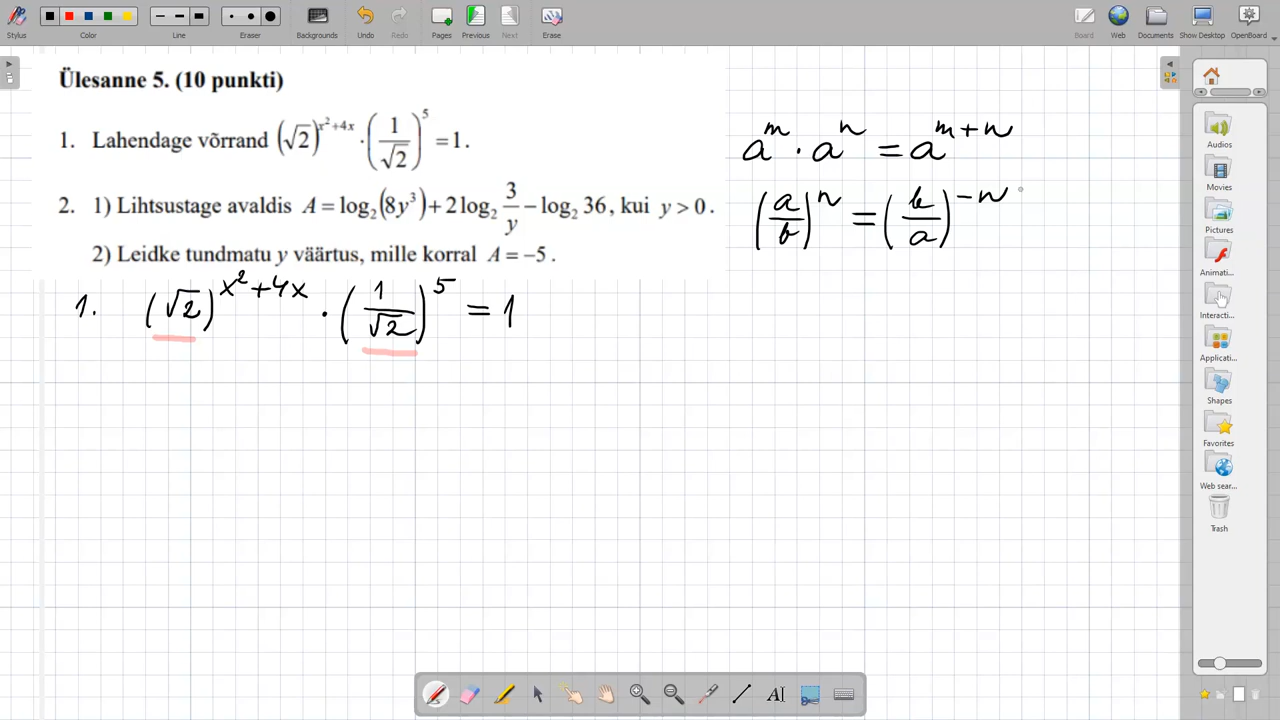 Stylus Color Line Eraser Backgrounds Undo Redo Pages Previous Next Erase Board Web Documents Show Desktop OpenBoard
Ülesanne 5. (10 punkti)
1. Lahendage võrrand (√2)^(x²+4x) · (1/√2)^5 = 1.
2. 1) Lihtsustage avaldis A = log₂(8y³) + 2 log₂ 3/y − log₂ 36, kui y > 0.
2) Leidke tundmatu y väärtus, mille korral A = −5.
a^m · a^n = a^(m+n)
(a/b)^n = (b/a)^(−n)
1. (√2)^(x²+4x) · (1/√2)^5 = 1
Audios
Movies
Pictures
Animati...
Interacti...
Applicati...
Shapes
Favorites
Web sear...
Trash